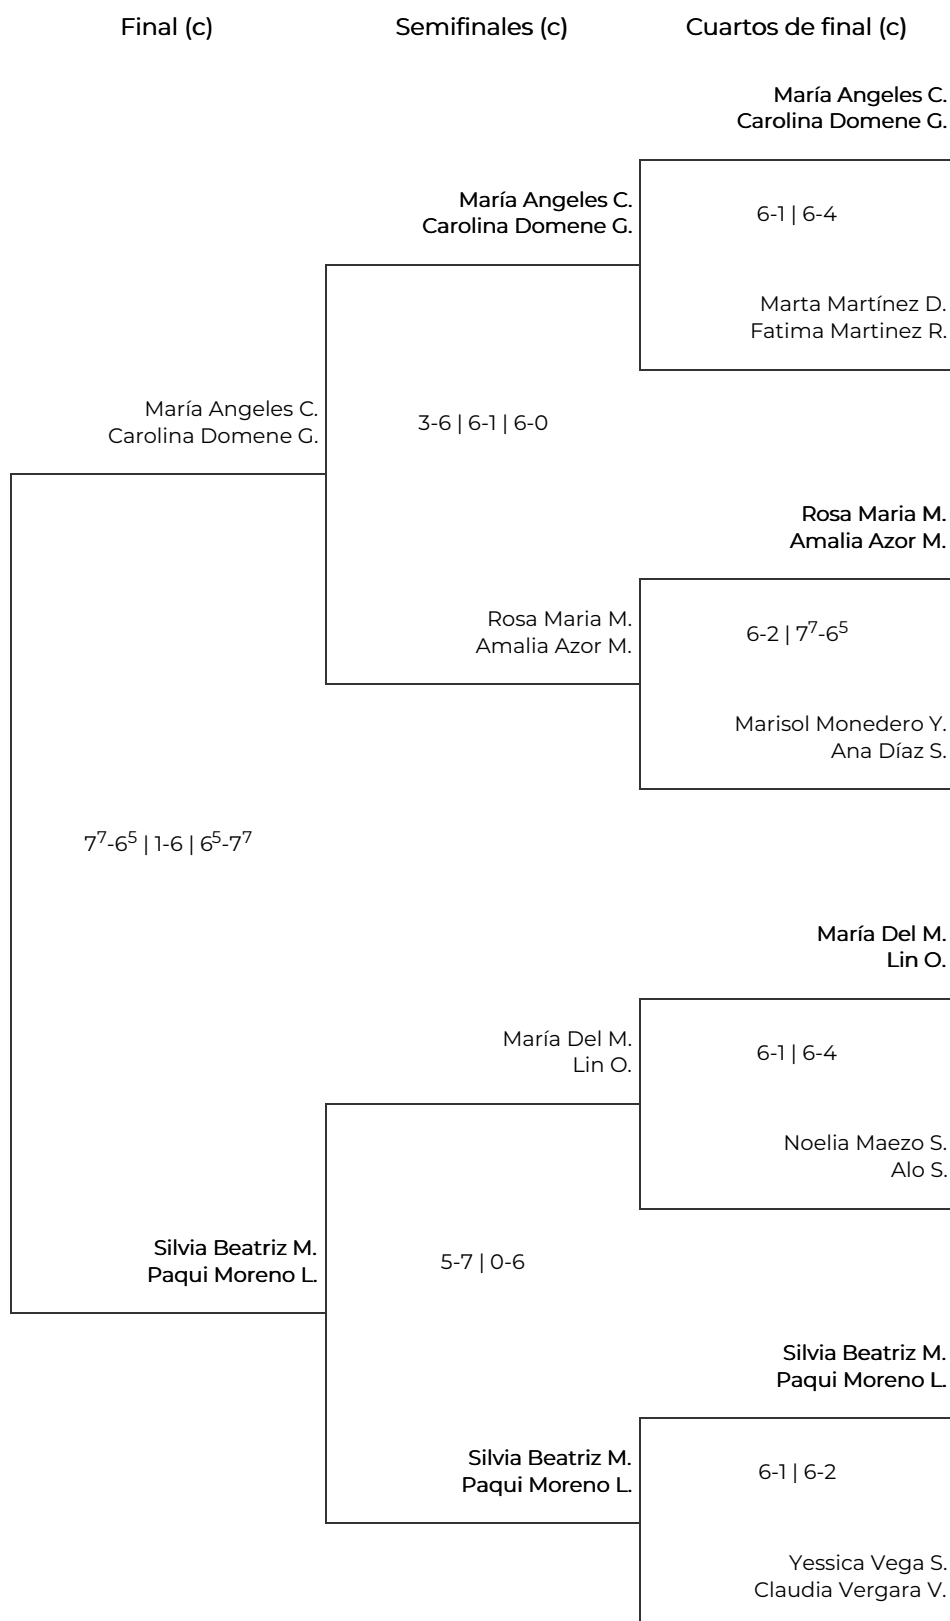 Final (c)
Semifinales (c)
Cuartos de final (c)
María Angeles C.
Carolina Domene G.
María Angeles C.
Carolina Domene G.
6-1 | 6-4
Marta Martínez D.
Fatima Martinez R.
María Angeles C.
Carolina Domene G.
3-6 | 6-1 | 6-0
Rosa Maria M.
Amalia Azor M.
Rosa Maria M.
Amalia Azor M.
6-2 | 7⁷-6⁵
Marisol Monedero Y.
Ana Díaz S.
7⁷-6⁵ | 1-6 | 6⁵-7⁷
María Del M.
Lin O.
María Del M.
Lin O.
6-1 | 6-4
Noelia Maezo S.
Alo S.
Silvia Beatriz M.
Paqui Moreno L.
5-7 | 0-6
Silvia Beatriz M.
Paqui Moreno L.
Silvia Beatriz M.
Paqui Moreno L.
6-1 | 6-2
Yessica Vega S.
Claudia Vergara V.